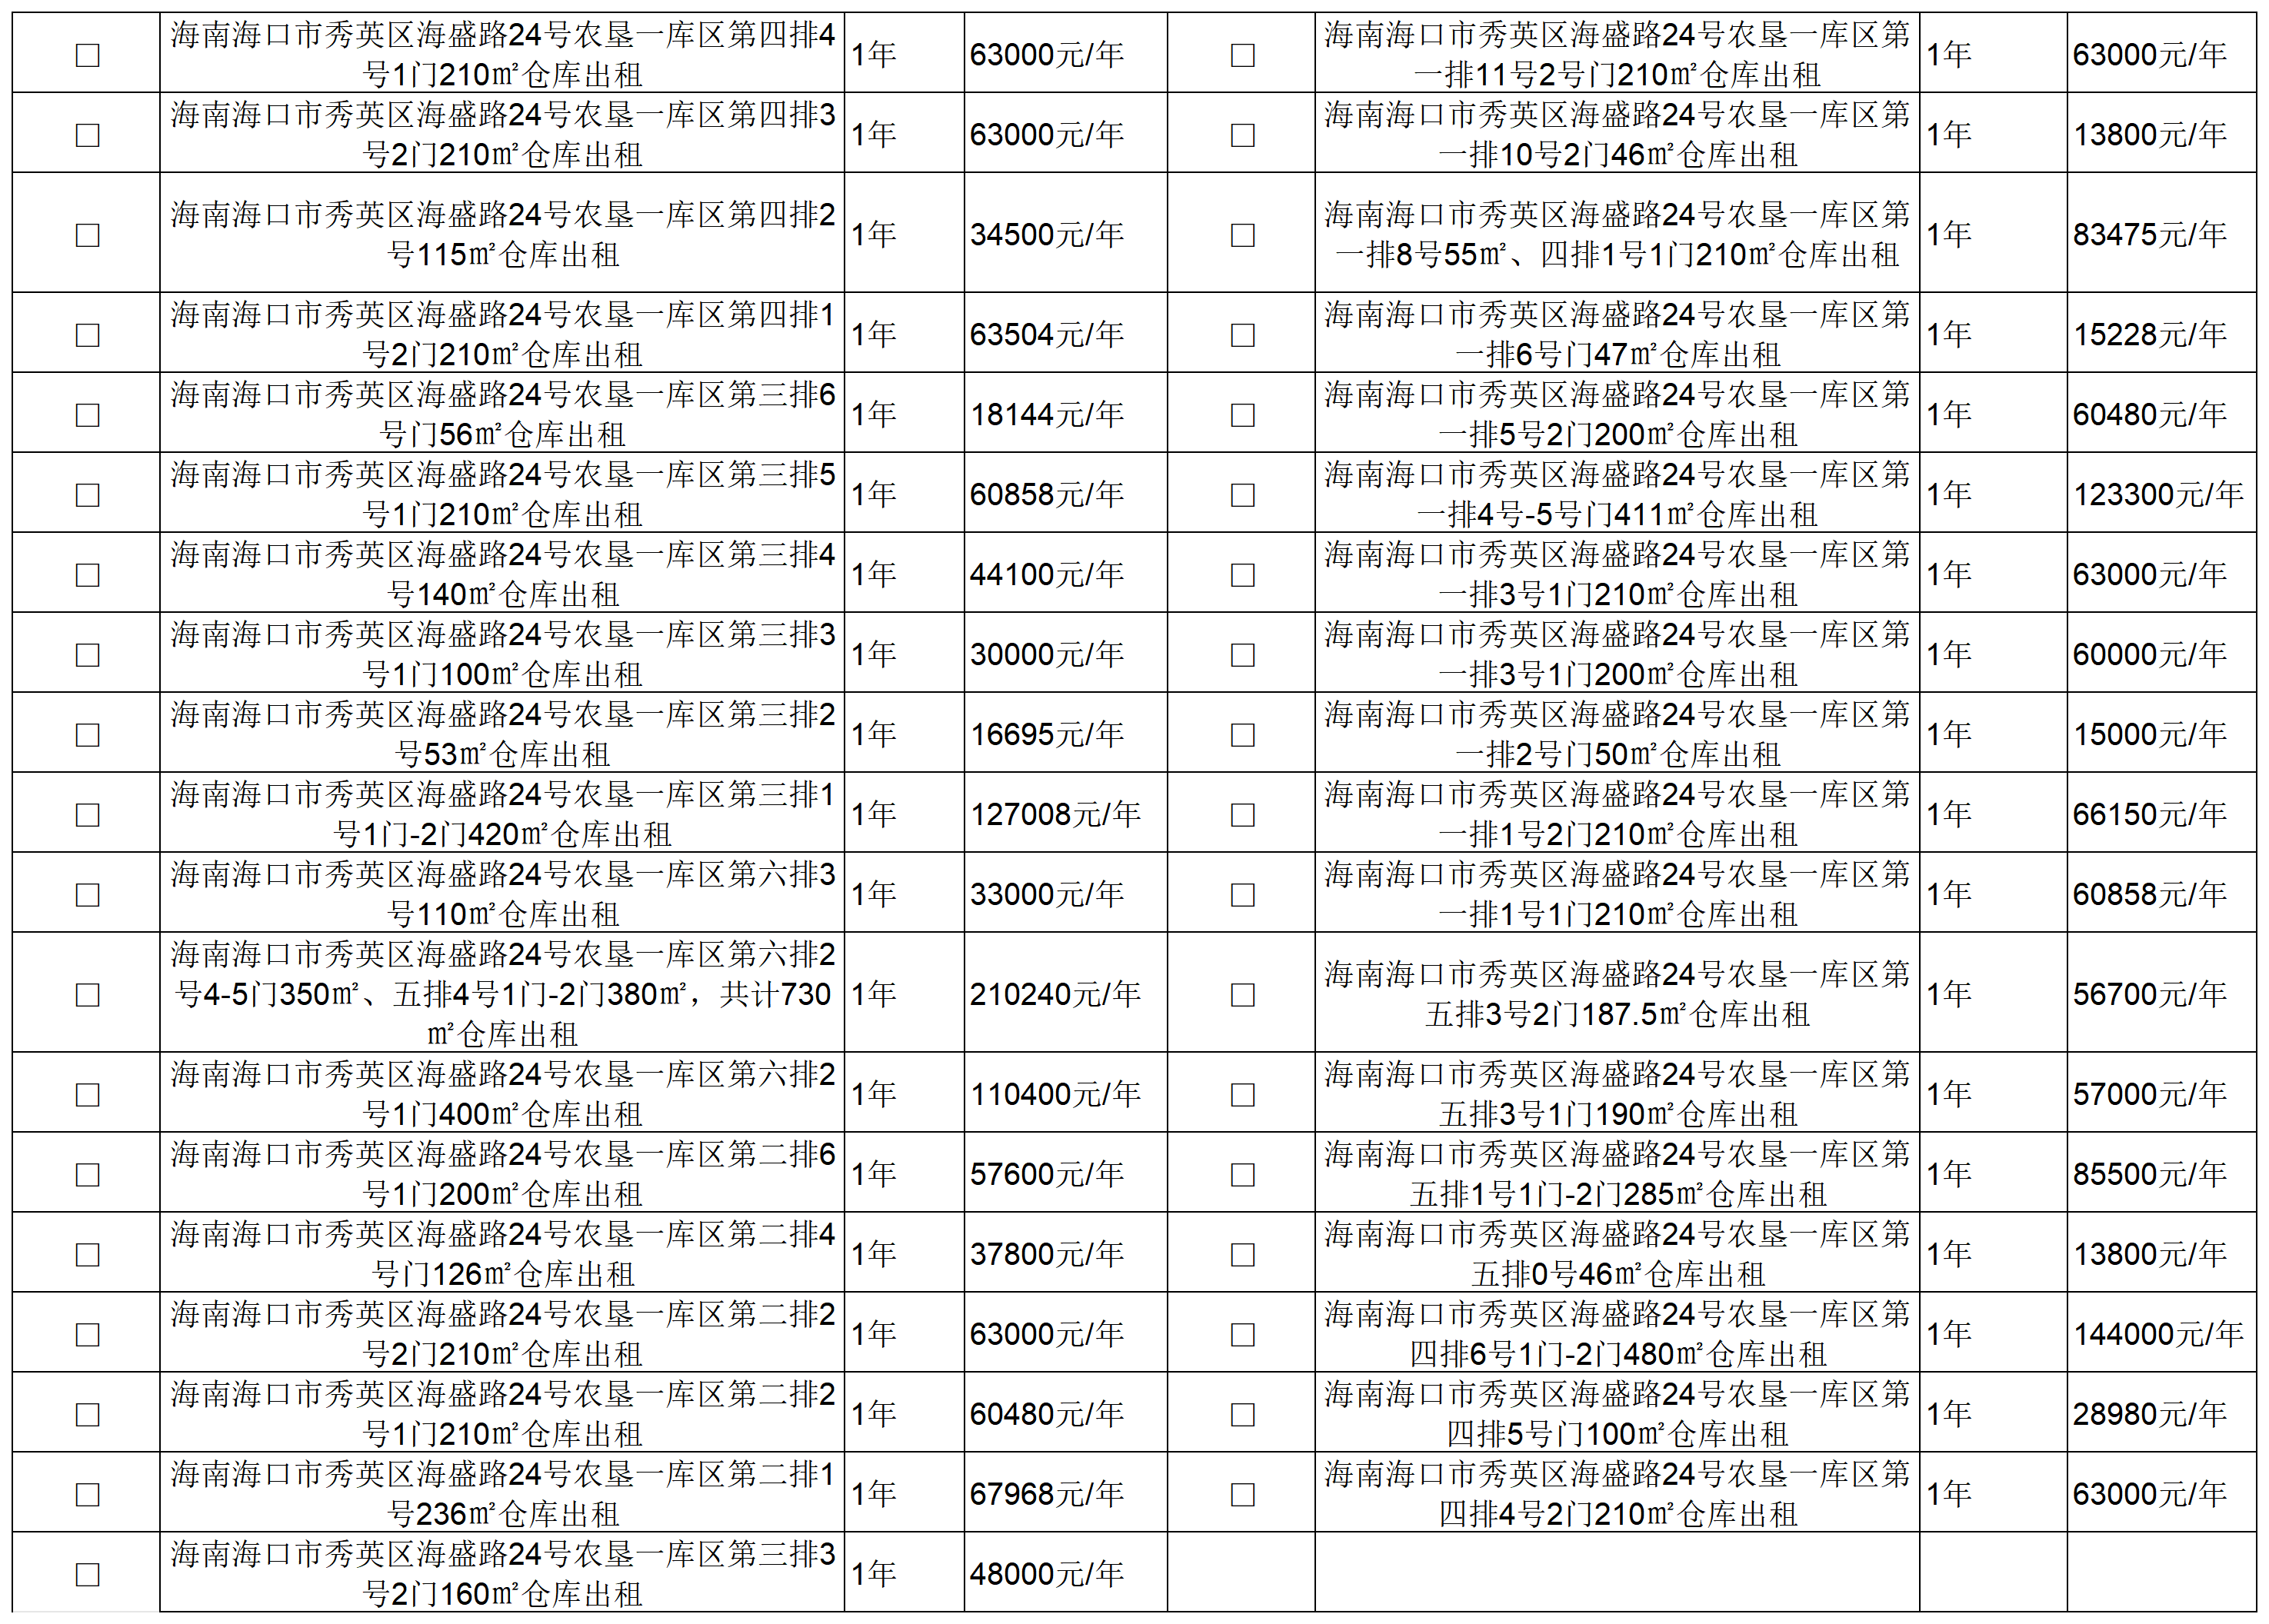 □ 海南海口市秀英区海盛路24号农垦一库区第四排4 1年 63000元/年 □ 海南海口市秀英区海盛路24号农垦一库区第 1年 63000元/年
号1门210㎡仓库出租 一排11号2号门210㎡仓库出租
□ 海南海口市秀英区海盛路24号农垦一库区第四排3 1年 63000元/年 □ 海南海口市秀英区海盛路24号农垦一库区第 1年 13800元/年
号2门210㎡仓库出租 一排10号2门46㎡仓库出租
□ 海南海口市秀英区海盛路24号农垦一库区第四排2 1年 34500元/年 □ 海南海口市秀英区海盛路24号农垦一库区第 1年 83475元/年
号115㎡仓库出租 一排8号55㎡、四排1号1门210㎡仓库出租
□ 海南海口市秀英区海盛路24号农垦一库区第四排1 1年 63504元/年 □ 海南海口市秀英区海盛路24号农垦一库区第 1年 15228元/年
号2门210㎡仓库出租 一排6号门47㎡仓库出租
□ 海南海口市秀英区海盛路24号农垦一库区第三排6 1年 18144元/年 □ 海南海口市秀英区海盛路24号农垦一库区第 1年 60480元/年
号门56㎡仓库出租 一排5号2门200㎡仓库出租
□ 海南海口市秀英区海盛路24号农垦一库区第三排5 1年 60858元/年 □ 海南海口市秀英区海盛路24号农垦一库区第 1年 123300元/年
号1门210㎡仓库出租 一排4号-5号门411㎡仓库出租
□ 海南海口市秀英区海盛路24号农垦一库区第三排4 1年 44100元/年 □ 海南海口市秀英区海盛路24号农垦一库区第 1年 63000元/年
号140㎡仓库出租 一排3号1门210㎡仓库出租
□ 海南海口市秀英区海盛路24号农垦一库区第三排3 1年 30000元/年 □ 海南海口市秀英区海盛路24号农垦一库区第 1年 60000元/年
号1门100㎡仓库出租 一排3号1门200㎡仓库出租
□ 海南海口市秀英区海盛路24号农垦一库区第三排2 1年 16695元/年 □ 海南海口市秀英区海盛路24号农垦一库区第 1年 15000元/年
号53㎡仓库出租 一排2号门50㎡仓库出租
□ 海南海口市秀英区海盛路24号农垦一库区第三排1 1年 127008元/年 □ 海南海口市秀英区海盛路24号农垦一库区第 1年 66150元/年
号1门-2门420㎡仓库出租 一排1号2门210㎡仓库出租
□ 海南海口市秀英区海盛路24号农垦一库区第六排3 1年 33000元/年 □ 海南海口市秀英区海盛路24号农垦一库区第 1年 60858元/年
号110㎡仓库出租 一排1号1门210㎡仓库出租
□ 海南海口市秀英区海盛路24号农垦一库区第六排2 1年 210240元/年 □ 海南海口市秀英区海盛路24号农垦一库区第 1年 56700元/年
号4-5门350㎡、五排4号1门-2门380㎡，共计730 五排3号2门187.5㎡仓库出租
㎡仓库出租
□ 海南海口市秀英区海盛路24号农垦一库区第六排2 1年 110400元/年 □ 海南海口市秀英区海盛路24号农垦一库区第 1年 57000元/年
号1门400㎡仓库出租 五排3号1门190㎡仓库出租
□ 海南海口市秀英区海盛路24号农垦一库区第二排6 1年 57600元/年 □ 海南海口市秀英区海盛路24号农垦一库区第 1年 85500元/年
号1门200㎡仓库出租 五排1号1门-2门285㎡仓库出租
□ 海南海口市秀英区海盛路24号农垦一库区第二排4 1年 37800元/年 □ 海南海口市秀英区海盛路24号农垦一库区第 1年 13800元/年
号门126㎡仓库出租 五排0号46㎡仓库出租
□ 海南海口市秀英区海盛路24号农垦一库区第二排2 1年 63000元/年 □ 海南海口市秀英区海盛路24号农垦一库区第 1年 144000元/年
号2门210㎡仓库出租 四排6号1门-2门480㎡仓库出租
□ 海南海口市秀英区海盛路24号农垦一库区第二排2 1年 60480元/年 □ 海南海口市秀英区海盛路24号农垦一库区第 1年 28980元/年
号1门210㎡仓库出租 四排5号门100㎡仓库出租
□ 海南海口市秀英区海盛路24号农垦一库区第二排1 1年 67968元/年 □ 海南海口市秀英区海盛路24号农垦一库区第 1年 63000元/年
号236㎡仓库出租 四排4号2门210㎡仓库出租
□ 海南海口市秀英区海盛路24号农垦一库区第三排3 1年 48000元/年
号2门160㎡仓库出租